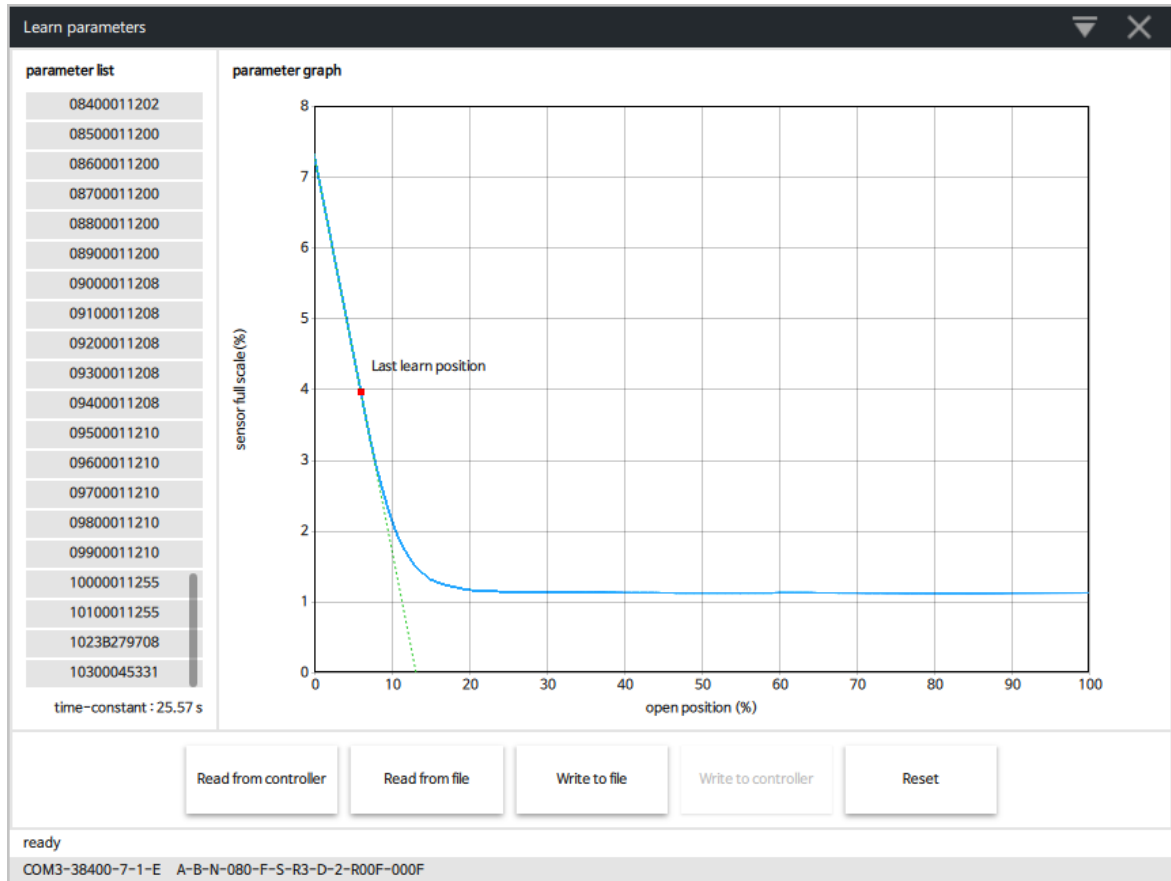 Learn parameters
parameter list
08400011202
08500011200
08600011200
08700011200
08800011200
08900011200
09000011208
09100011208
09200011208
09300011208
09400011208
09500011210
09600011210
09700011210
09800011210
09900011210
10000011255
10100011255
1023B279708
10300045331
time-constant : 25.57 s
parameter graph
8
7
6
5
4
3
2
1
0
sensor full scale(%)
Last learn position
0 10 20 30 40 50 60 70 80 90 100
open position (%)
Read from controller
Read from file
Write to file
Write to controller
Reset
ready
COM3-38400-7-1-E A-B-N-080-F-S-R3-D-2-R00F-000F